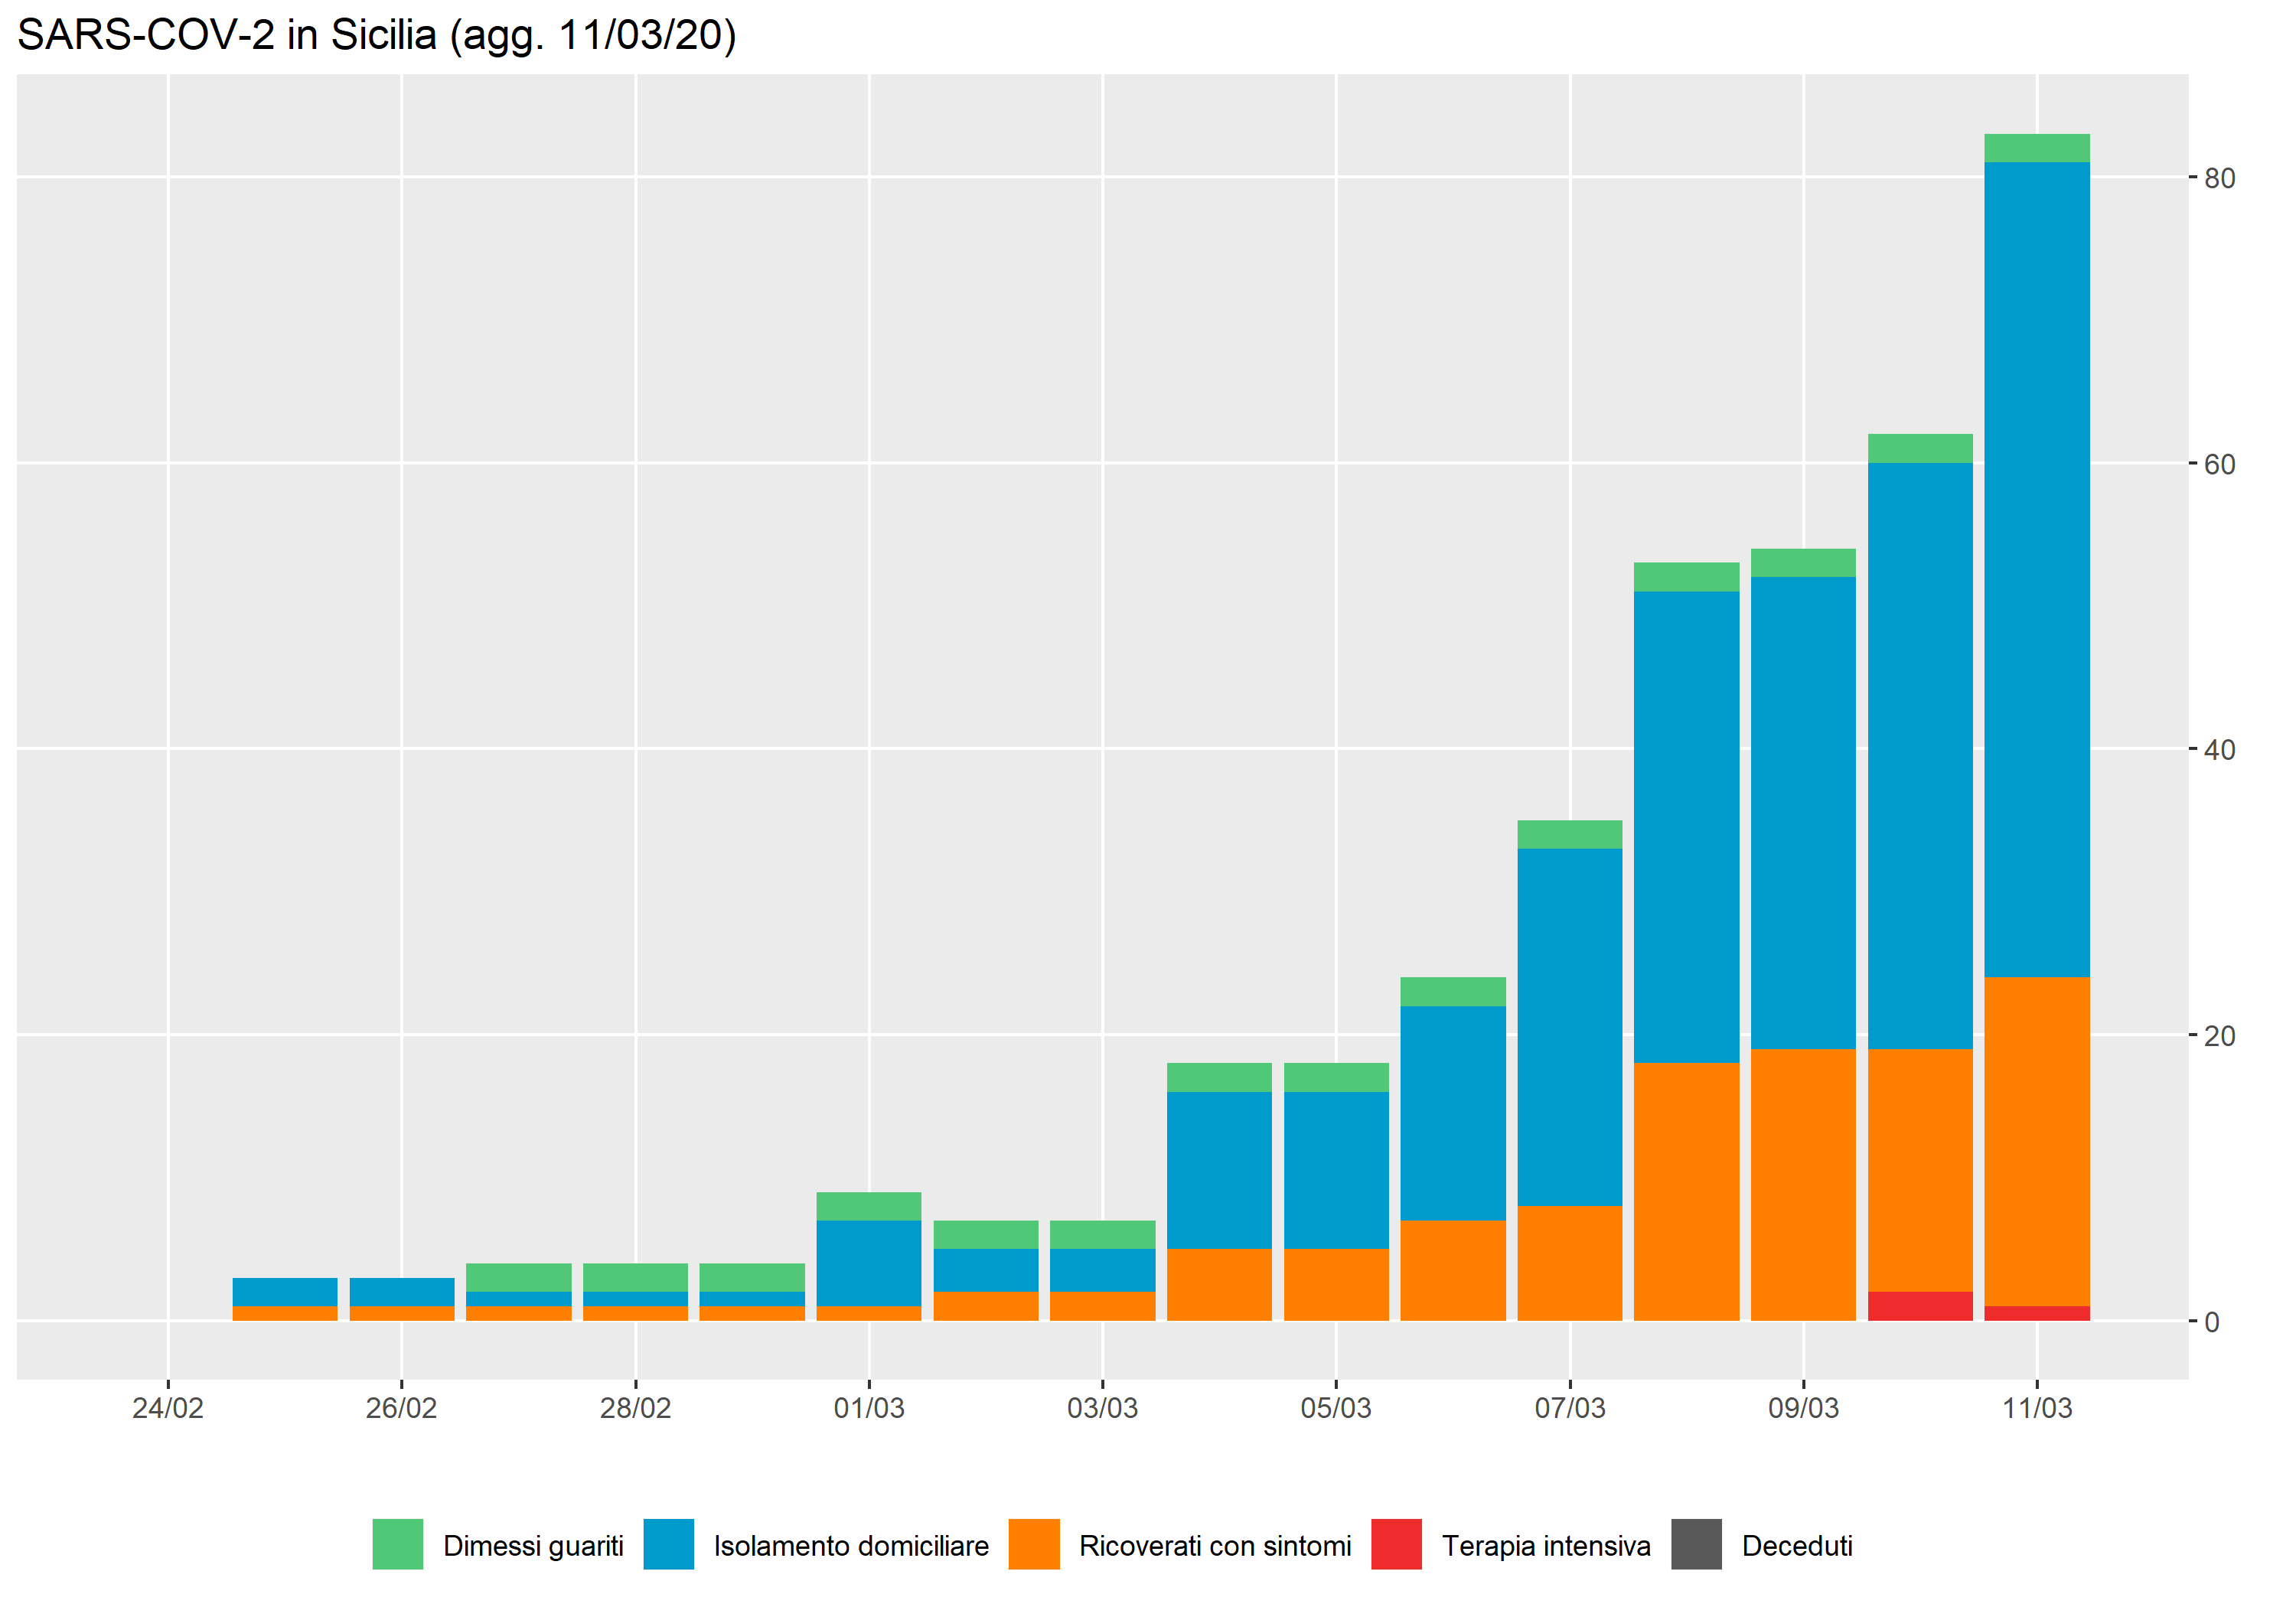 SARS-COV-2 in Sicilia (agg. 11/03/20)
80
60
40
20
0
24/02 26/02 28/02 01/03 03/03 05/03 07/03 09/03 11/03
Dimessi guariti Isolamento domiciliare Ricoverati con sintomi Terapia intensiva Deceduti